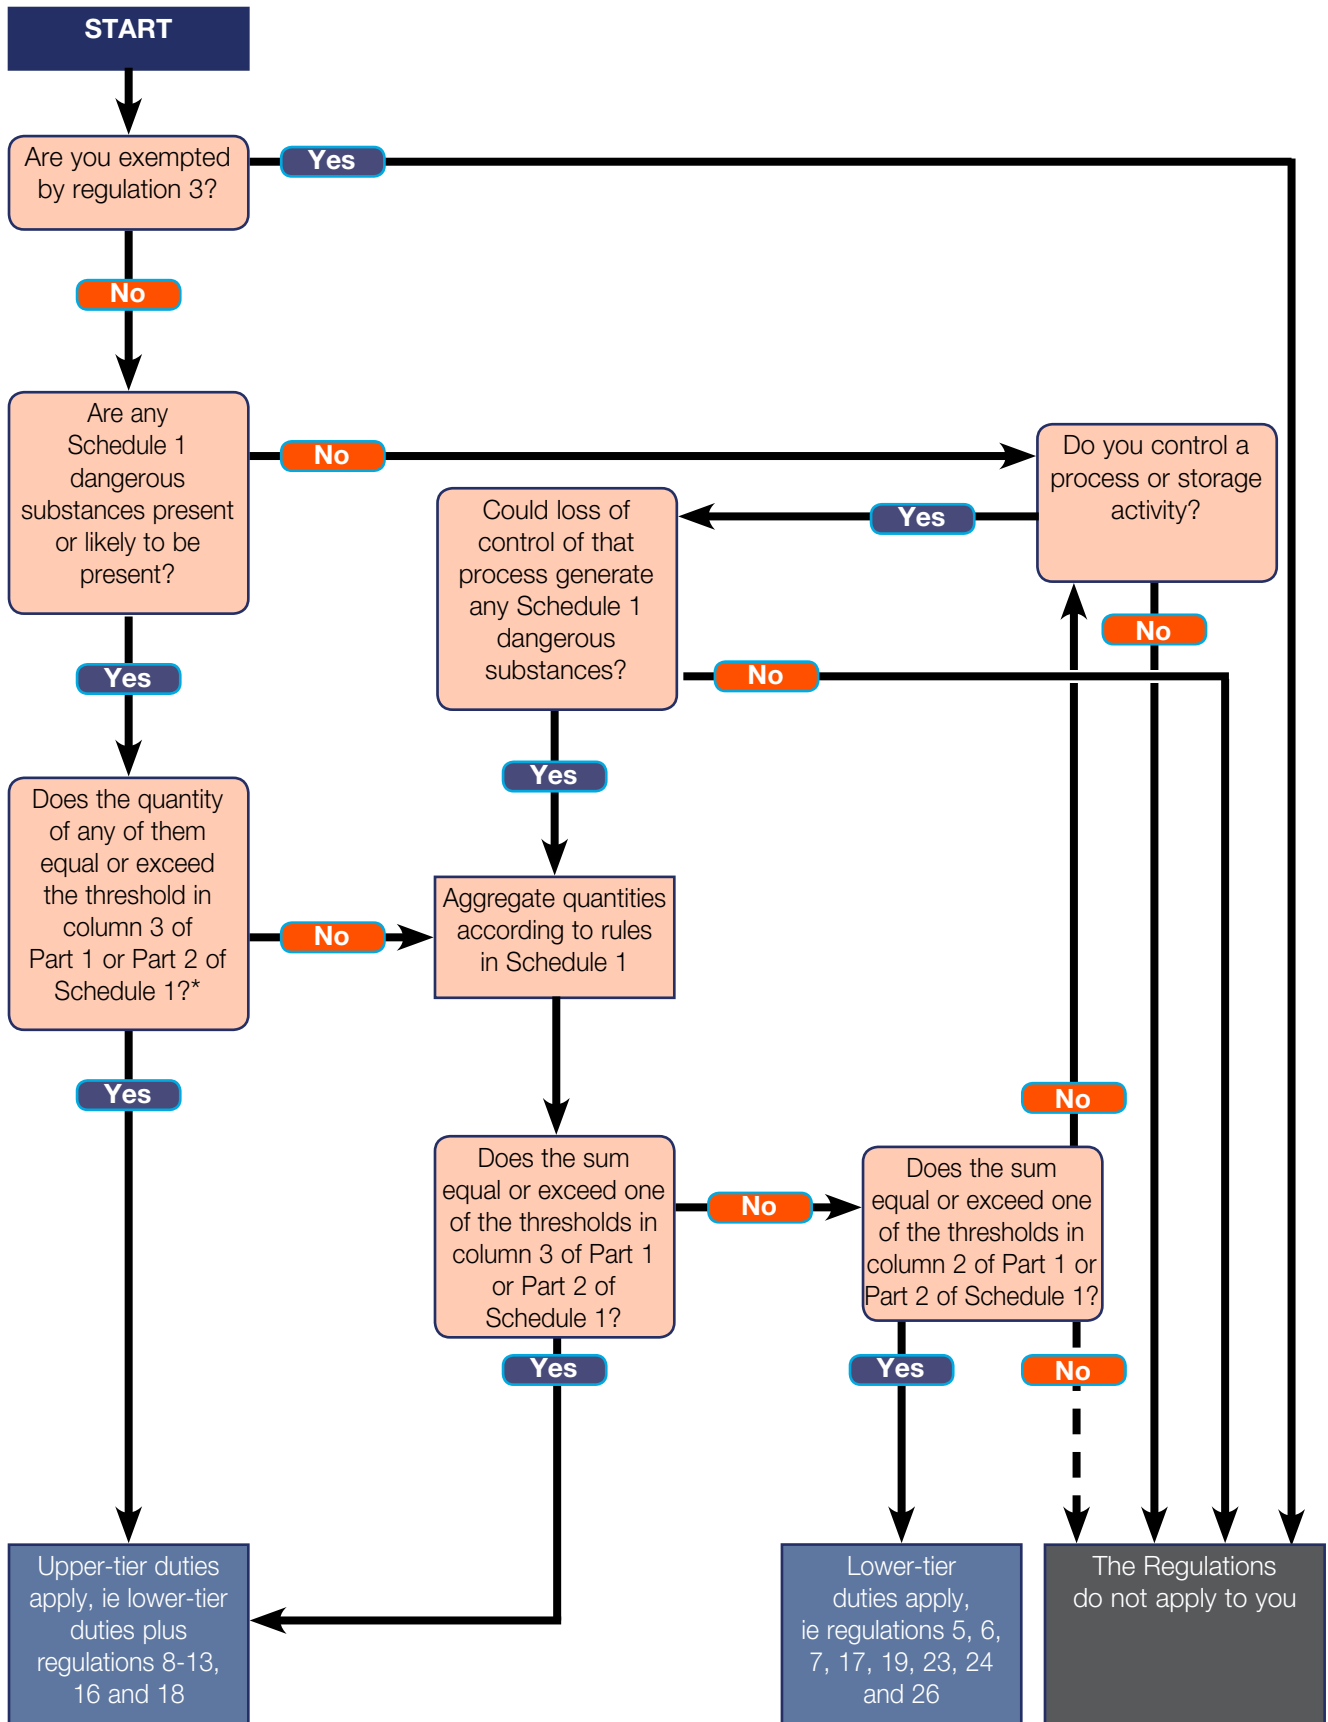 START
Are you exempted
by regulation 3?
Yes
No
Are any
Schedule 1
dangerous
substances present
or likely to be
present?
No
Do you control a
process or storage
activity?
Yes
No
Could loss of
control of that
process generate
any Schedule 1
dangerous
substances?
No
Yes
Yes
Does the quantity
of any of them
equal or exceed
the threshold in
column 3 of
Part 1 or Part 2 of
Schedule 1?*
No
Aggregate quantities
according to rules
in Schedule 1
Yes
Does the sum
equal or exceed one
of the thresholds in
column 3 of Part 1
or Part 2 of
Schedule 1?
No
Does the sum
equal or exceed one
of the thresholds in
column 2 of Part 1 or
Part 2 of Schedule 1?
No
Yes
Yes
No
Upper-tier duties
apply, ie lower-tier
duties plus
regulations 8-13,
16 and 18
Lower-tier
duties apply,
ie regulations 5, 6,
7, 17, 19, 23, 24
and 26
The Regulations
do not apply to you